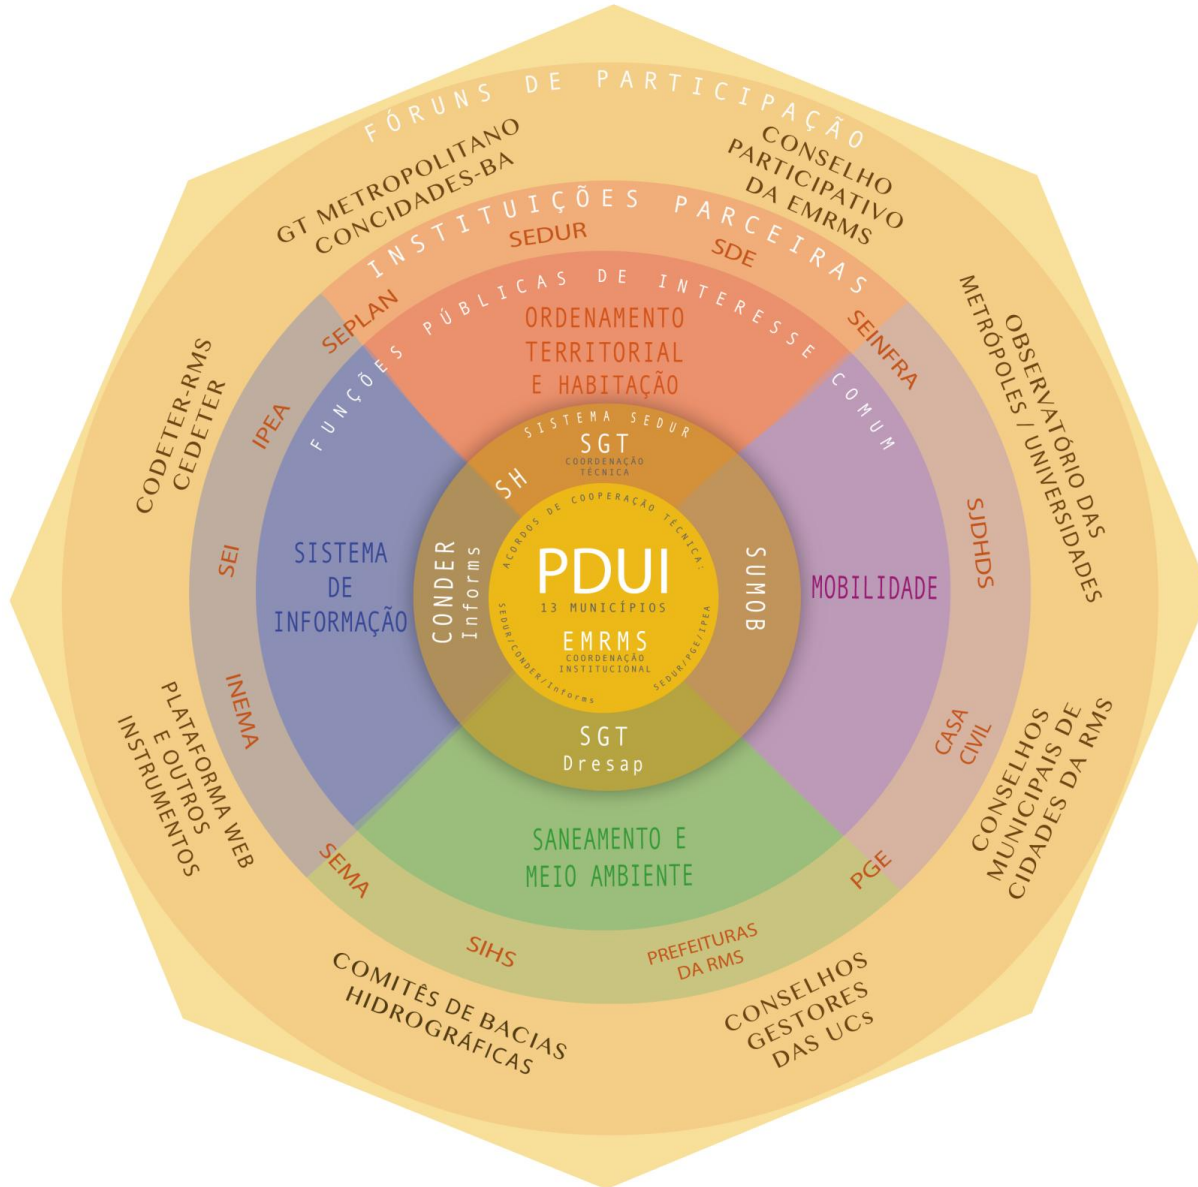 FÓRUNS DE PARTICIPAÇÃO
GT METROPOLITANO
CONCIDADES-BA
CONSELHO
PARTICIPATIVO
DA EMRMS
OBSERVATÓRIO DAS
METRÓPOLES / UNIVERSIDADES
CONSELHOS
MUNICIPAIS DE
CIDADES DA RMS
CONSELHOS
GESTORES
DAS UCs
COMITÊS DE BACIAS
HIDROGRÁFICAS
PLATAFORMA WEB
E OUTROS
INSTRUMENTOS
CODETER-RMS
CEDETER
INSTITUIÇÕES PARCEIRAS
SEPLAN
SEDUR
SDE
SEINFRA
SJDHDS
CASA
CIVIL
PGE
PREFEITURAS
DA RMS
SIHS
SEMA
INEMA
SEI
IPEA
FUNÇÕES PÚBLICAS DE INTERESSE COMUM
ORDENAMENTO
TERRITORIAL
E HABITAÇÃO
MOBILIDADE
SANEAMENTO E
MEIO AMBIENTE
SISTEMA
DE
INFORMAÇÃO
SISTEMA SEDUR
SGT
COORDENAÇÃO
TÉCNICA
SH
SUMOB
SGT
Dresap
CONDER
Informs
ACORDOS DE COOPERAÇÃO TÉCNICA:
PDUI
13 MUNICÍPIOS
EMRMS
COORDENAÇÃO
INSTITUCIONAL
SEDUR/CONDER/Informs
SEDUR/PGE/IPEA